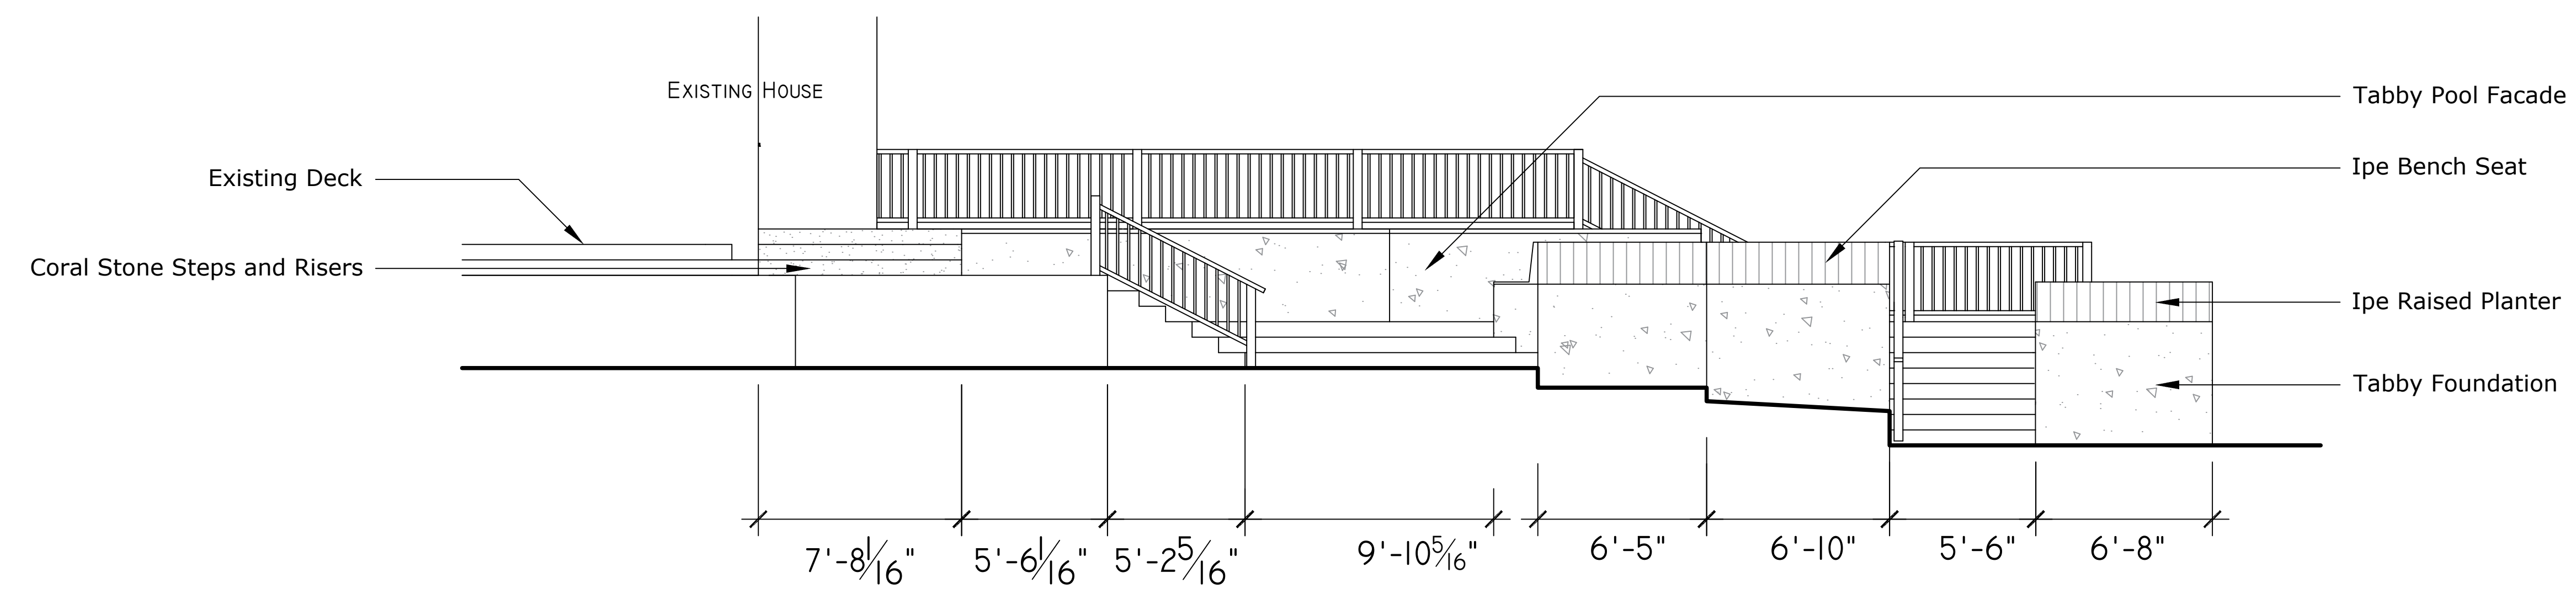 EXISTING HOUSE
Tabby Pool Facade
Existing Deck
Ipe Bench Seat
Coral Stone Steps and Risers
Ipe Raised Planter
Tabby Foundation
7'-8 1/16" 5'-6 1/16" 5'-2 5/16" 9'-10 5/16" 6'-5" 6'-10" 5'-6" 6'-8"